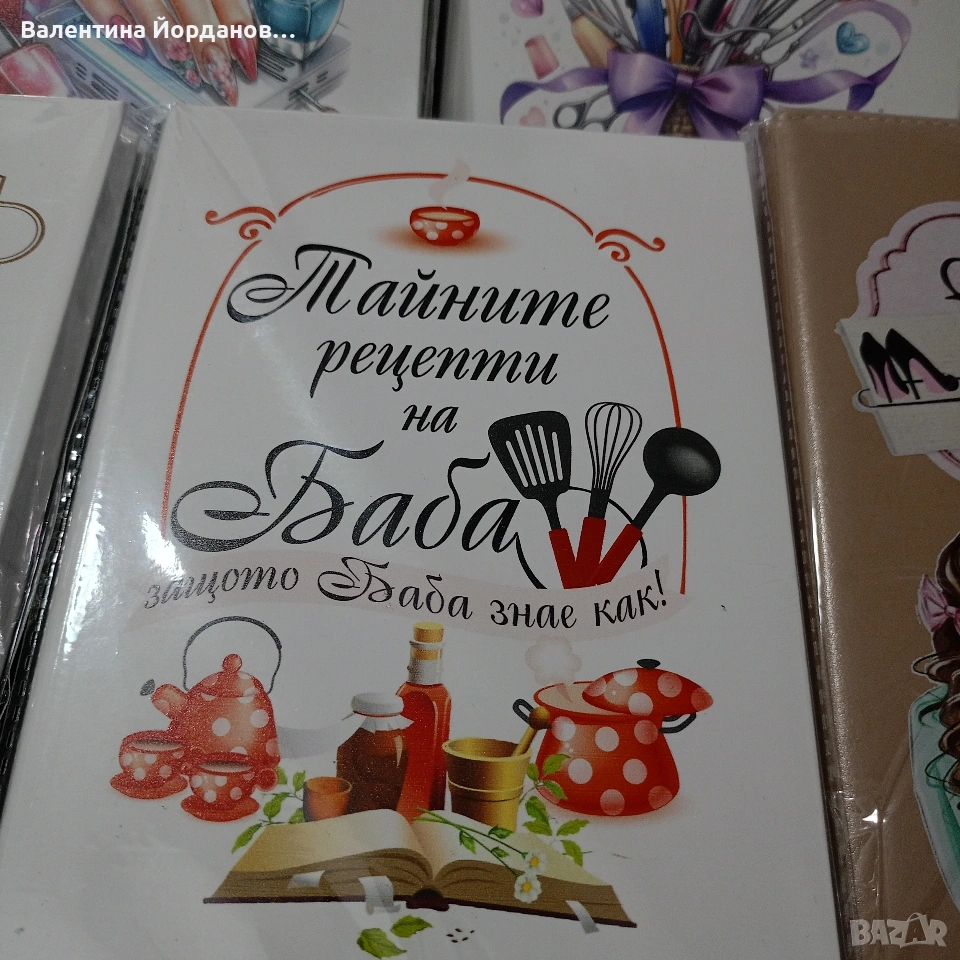 Валентина Йорданов...
Тайните
рецепти
на
Баба
защото Баба знае как!
BAZAR